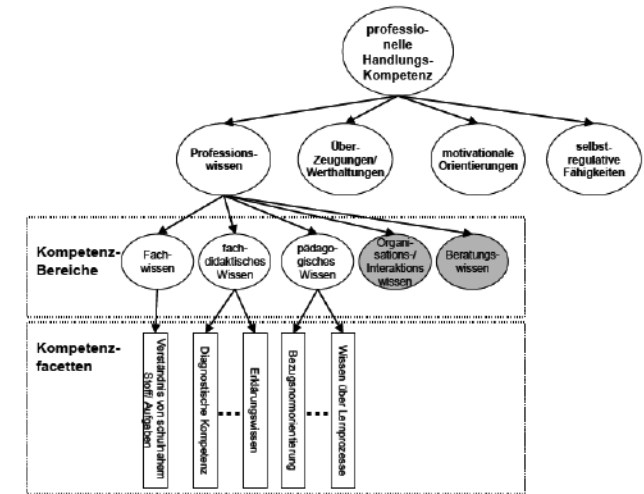 professio-
nelle
Handlungs-
Kompetenz
Professions-
wissen
Über-
Zeugungen/
Werthaltungen
motivationale
Orientierungen
selbst-
regulative
Fähigkeiten
Kompetenz-
Bereiche
Fach-
wissen
fach-
didaktisches
Wissen
pädago-
gisches
Wissen
Organi-
sations-/
Interaktions
wissen
Beratungs-
wissen
Kompetenz-
facetten
Verständnis von schulnahem
Stoff/ Aufgaben
Diagnostische Kompetenz
Erklärungswissen
Bezugsnormorientierung
Wissen über Lernprozesse